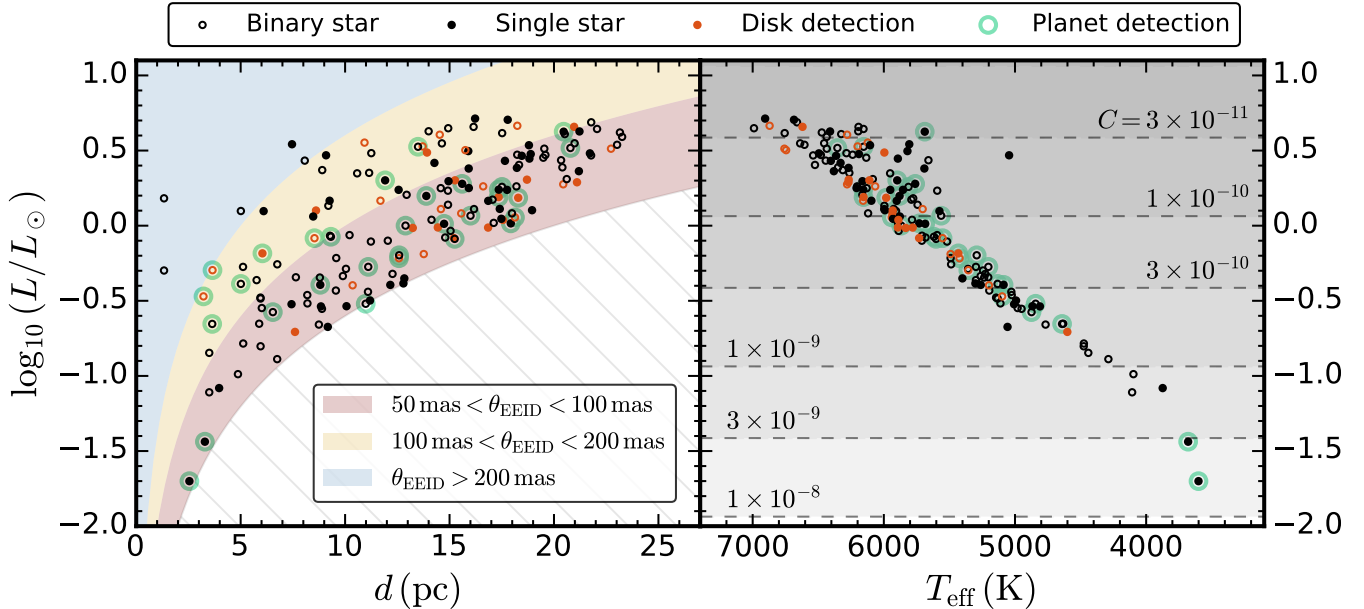 Binary star Single star Disk detection Planet detection
1.0 0.5 0.0 −0.5 −1.0 −1.5 −2.0
log₁₀ (L/L⊙)
50 mas < θ_EEID < 100 mas
100 mas < θ_EEID < 200 mas
θ_EEID > 200 mas
0 5 10 15 20 25
d (pc)
C = 3 × 10⁻¹¹
1 × 10⁻¹⁰
3 × 10⁻¹⁰
1 × 10⁻⁹
3 × 10⁻⁹
1 × 10⁻⁸
7000 6000 5000 4000
T_eff (K)
1.0 0.5 0.0 −0.5 −1.0 −1.5 −2.0